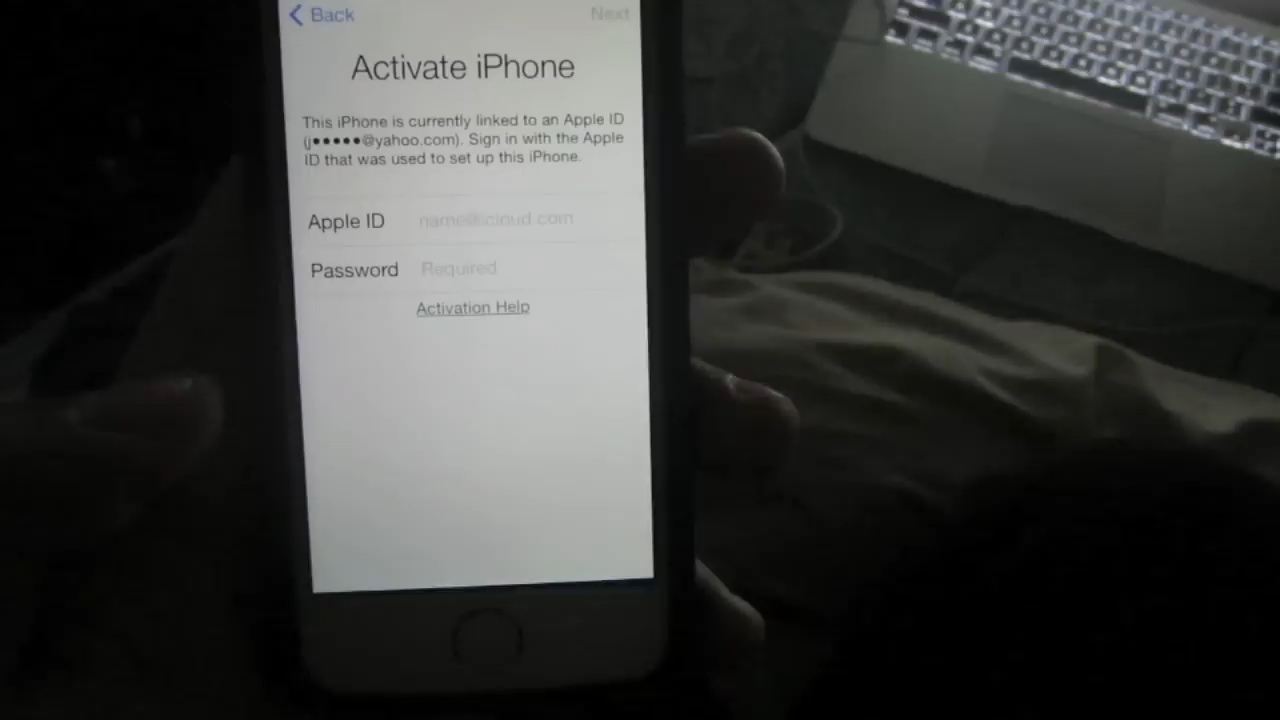 Back
Next
Activate iPhone
This iPhone is currently linked to an Apple ID
(j●●●●●@yahoo.com). Sign in with the Apple
ID that was used to set up this iPhone.
Apple ID name@icloud.com
Password Required
Activation Help